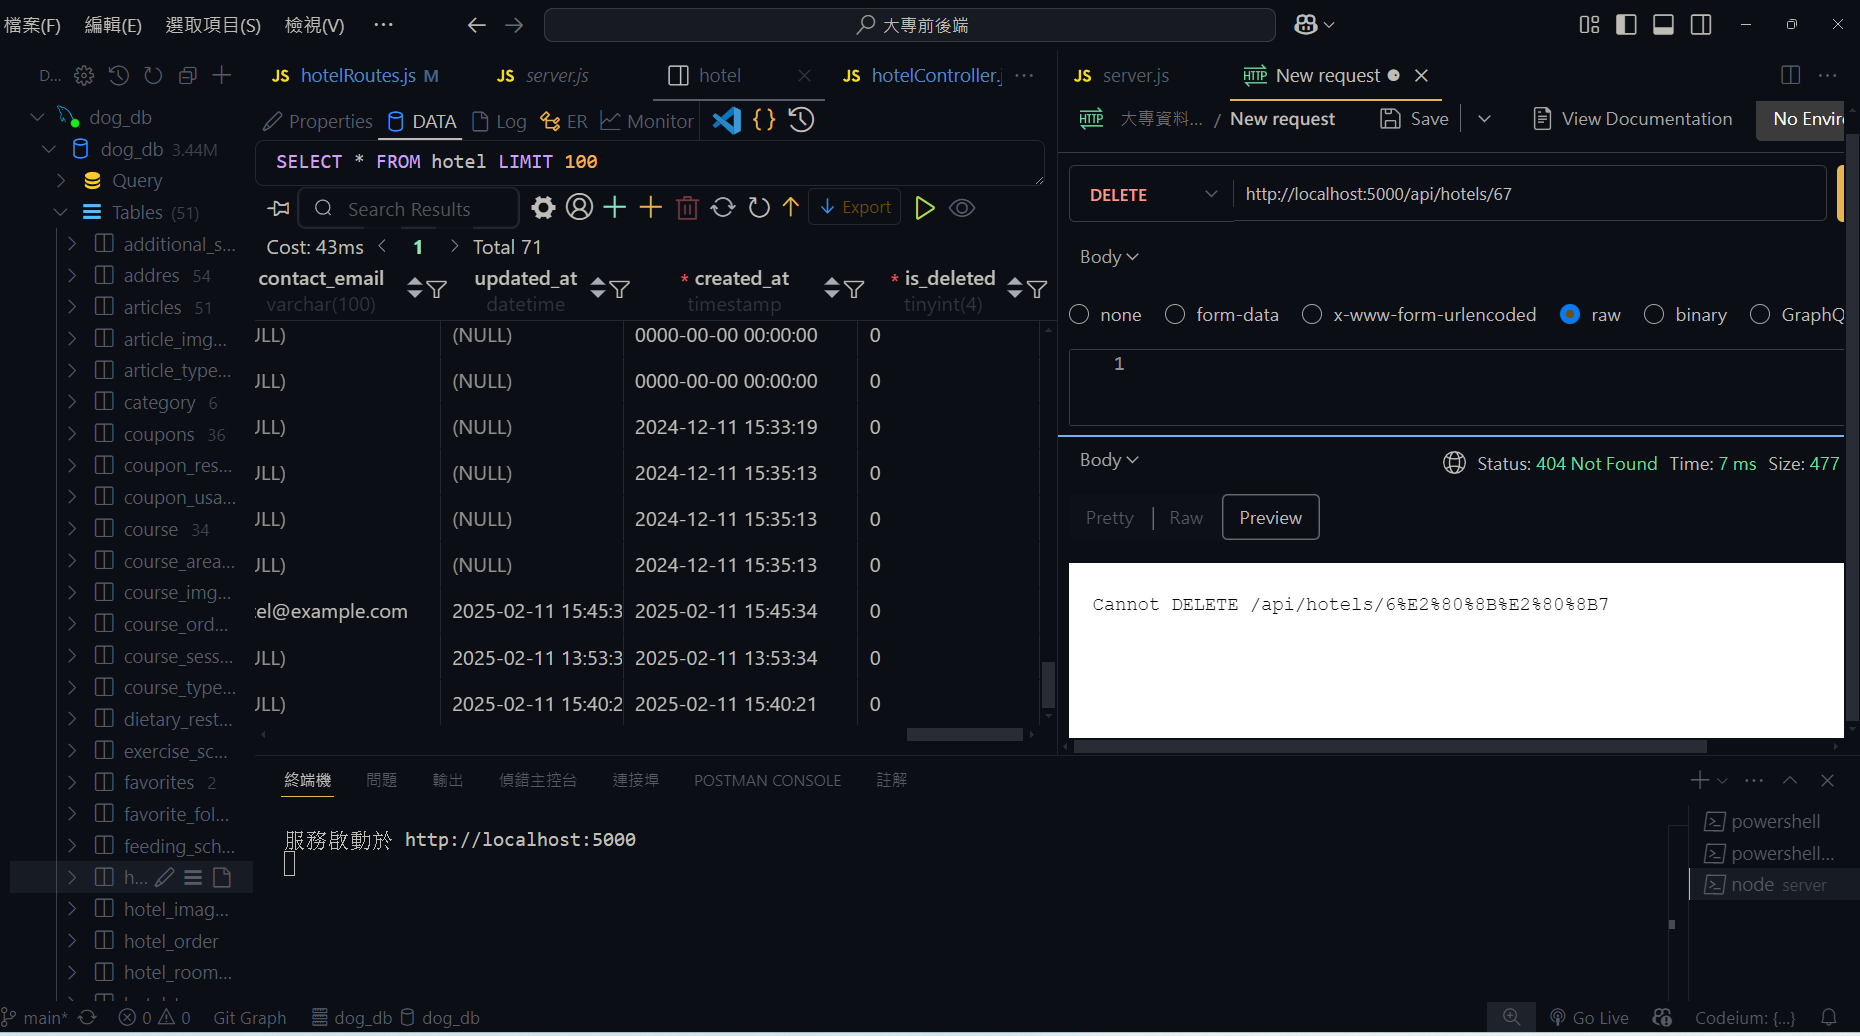 檔案(F) 編輯(E) 選取項目(S) 檢視(V) ··· 大專前後端
D... JS hotelRoutes.js M JS server.js hotel JS hotelController.j ··· JS server.js HTTP New request
Properties DATA Log ER Monitor {}
HTTP 大專資料... / New request Save View Documentation No Enviro
SELECT * FROM hotel LIMIT 100
Search Results Export
Cost: 43ms < 1 > Total 71
contact_email updated_at * created_at * is_deleted
varchar(100) datetime timestamp tinyint(4)
ULL) (NULL) 0000-00-00 00:00:00 0
ULL) (NULL) 0000-00-00 00:00:00 0
ULL) (NULL) 2024-12-11 15:33:19 0
ULL) (NULL) 2024-12-11 15:35:13 0
ULL) (NULL) 2024-12-11 15:35:13 0
ULL) (NULL) 2024-12-11 15:35:13 0
tel@example.com 2025-02-11 15:45:3 2025-02-11 15:45:34 0
ULL) 2025-02-11 13:53:3 2025-02-11 13:53:34 0
ULL) 2025-02-11 15:40:2 2025-02-11 15:40:21 0
dog_db
dog_db 3.44M
Query
Tables (51)
additional_s...
addres 54
articles 51
article_img...
article_type...
category 6
coupons 36
coupon_res...
coupon_usa...
course 34
course_area...
course_img...
course_ord...
course_sess...
course_type...
dietary_rest...
exercise_sc...
favorites 2
favorite_fol...
feeding_sch...
h...
hotel_imag...
hotel_order
hotel_room...
DELETE http://localhost:5000/api/hotels/67
Body
none form-data x-www-form-urlencoded raw binary GraphQ
1
Body Status: 404 Not Found Time: 7 ms Size: 477
Pretty Raw Preview
Cannot DELETE /api/hotels/6%E2%80%8B%E2%80%8B7
終端機 問題 輸出 偵錯主控台 連接埠 POSTMAN CONSOLE 註解
服務啟動於 http://localhost:5000
powershell
powershell...
node server
main* 0 0 Git Graph dog_db dog_db Go Live Codeium: {...}